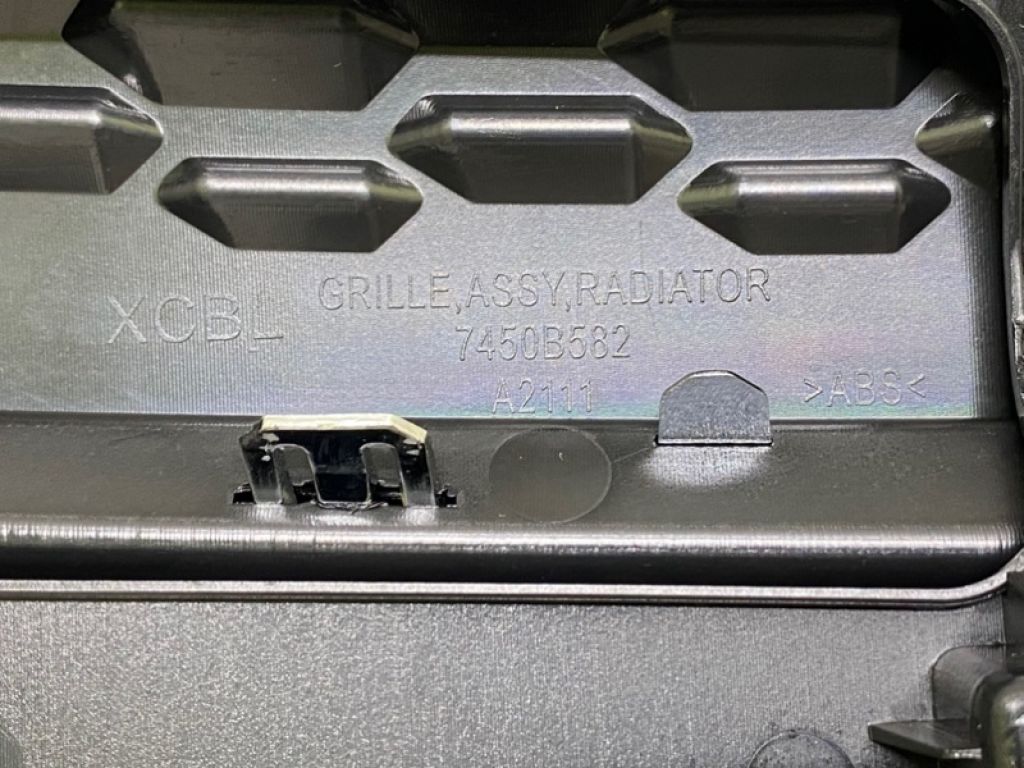 GRILLE,ASSY,RADIATOR
XCBL
7450B582
A2111
>ABS<